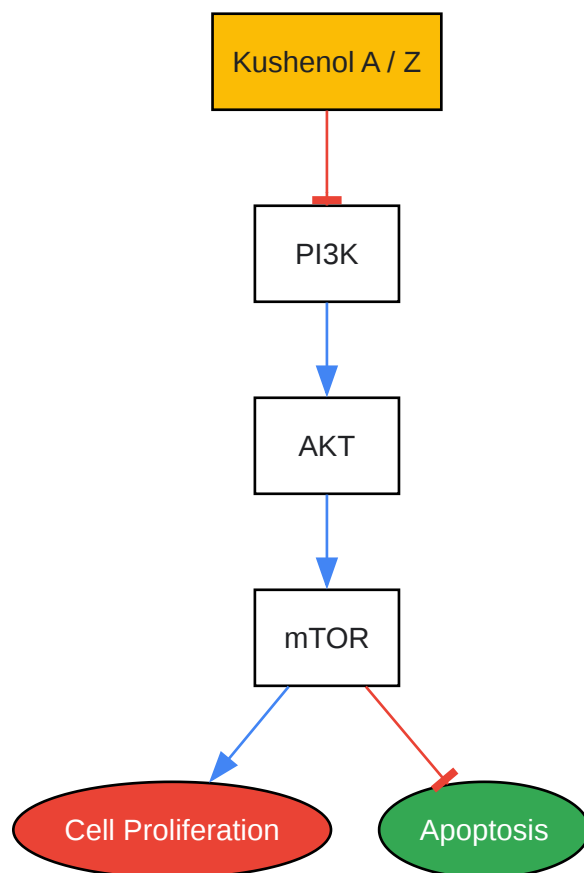 Kushenol A / Z
PI3K
AKT
mTOR
Cell Proliferation
Apoptosis